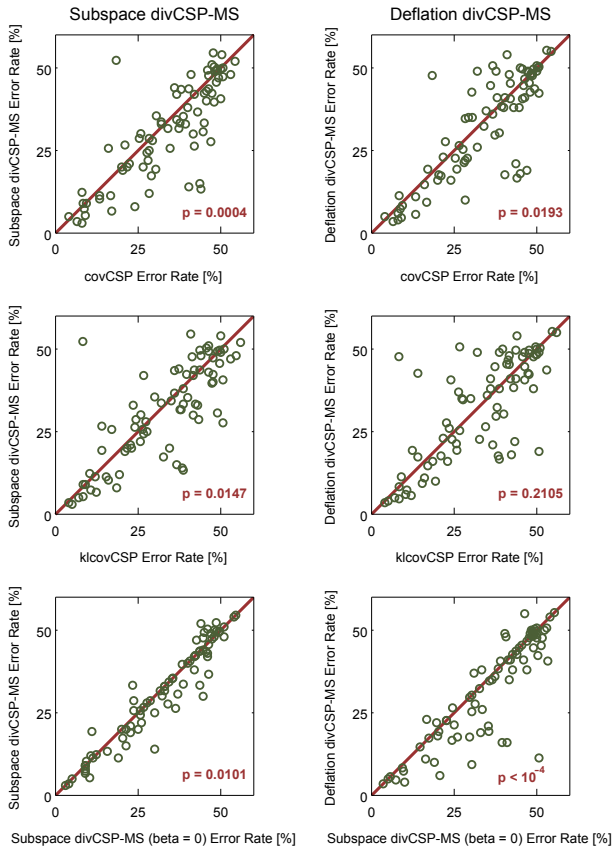 Subspace divCSP-MS
Deflation divCSP-MS
Subspace divCSP-MS Error Rate [%]
50
25
0
p = 0.0004
0
25
50
covCSP Error Rate [%]
Deflation divCSP-MS Error Rate [%]
50
25
0
p = 0.0193
0
25
50
covCSP Error Rate [%]
Subspace divCSP-MS Error Rate [%]
50
25
0
p = 0.0147
0
25
50
klcovCSP Error Rate [%]
Deflation divCSP-MS Error Rate [%]
50
25
0
p = 0.2105
0
25
50
klcovCSP Error Rate [%]
Subspace divCSP-MS Error Rate [%]
50
25
0
p = 0.0101
0
25
50
Subspace divCSP-MS (beta = 0) Error Rate [%]
Deflation divCSP-MS Error Rate [%]
50
25
0
p < 10⁻⁴
0
25
50
Subspace divCSP-MS (beta = 0) Error Rate [%]